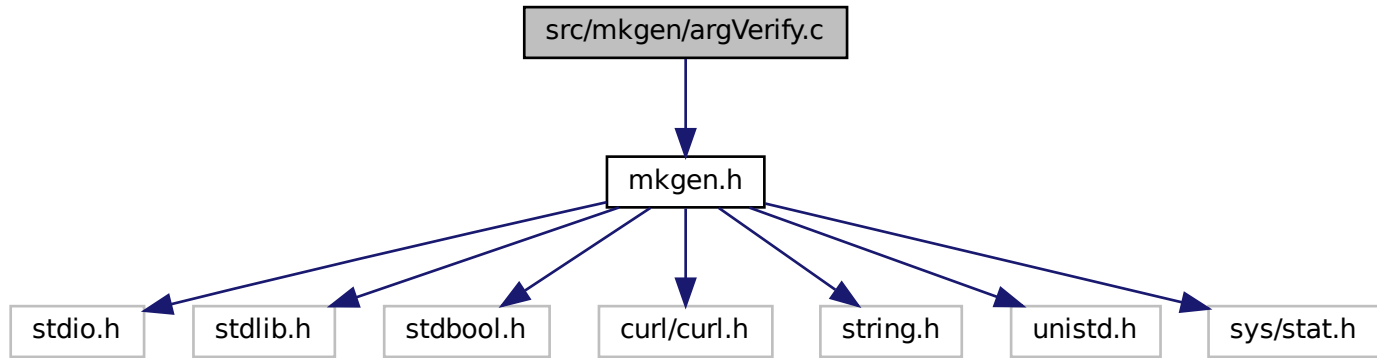 src/mkgen/argVerify.c
mkgen.h
stdio.h
stdlib.h
stdbool.h
curl/curl.h
string.h
unistd.h
sys/stat.h